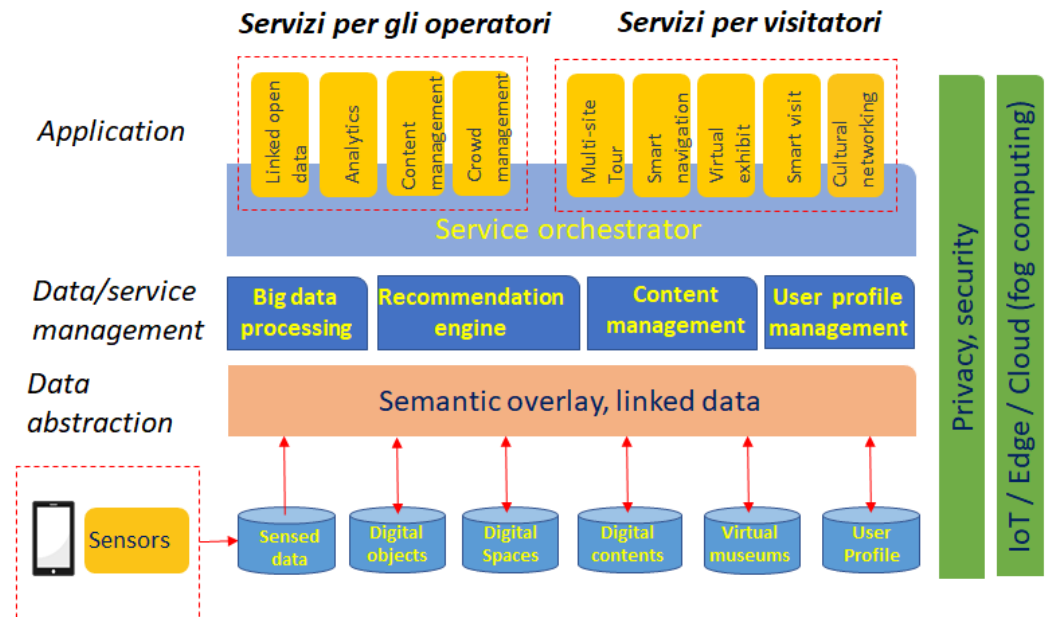 Servizi per gli operatori
Servizi per visitatori
Application
Linked open
data
Analytics
Content
management
Crowd
management
Multi-site
Tour
Smart
navigation
Virtual
exhibit
Smart visit
Cultural
networking
Service orchestrator
Data/service
management
Big data
processing
Recommendation
engine
Content
management
User profile
management
Data
abstraction
Semantic overlay, linked data
Sensors
Sensed
data
Digital
objects
Digital
Spaces
Digital
contents
Virtual
museums
User
Profile
Privacy, security
IoT / Edge / Cloud (fog computing)